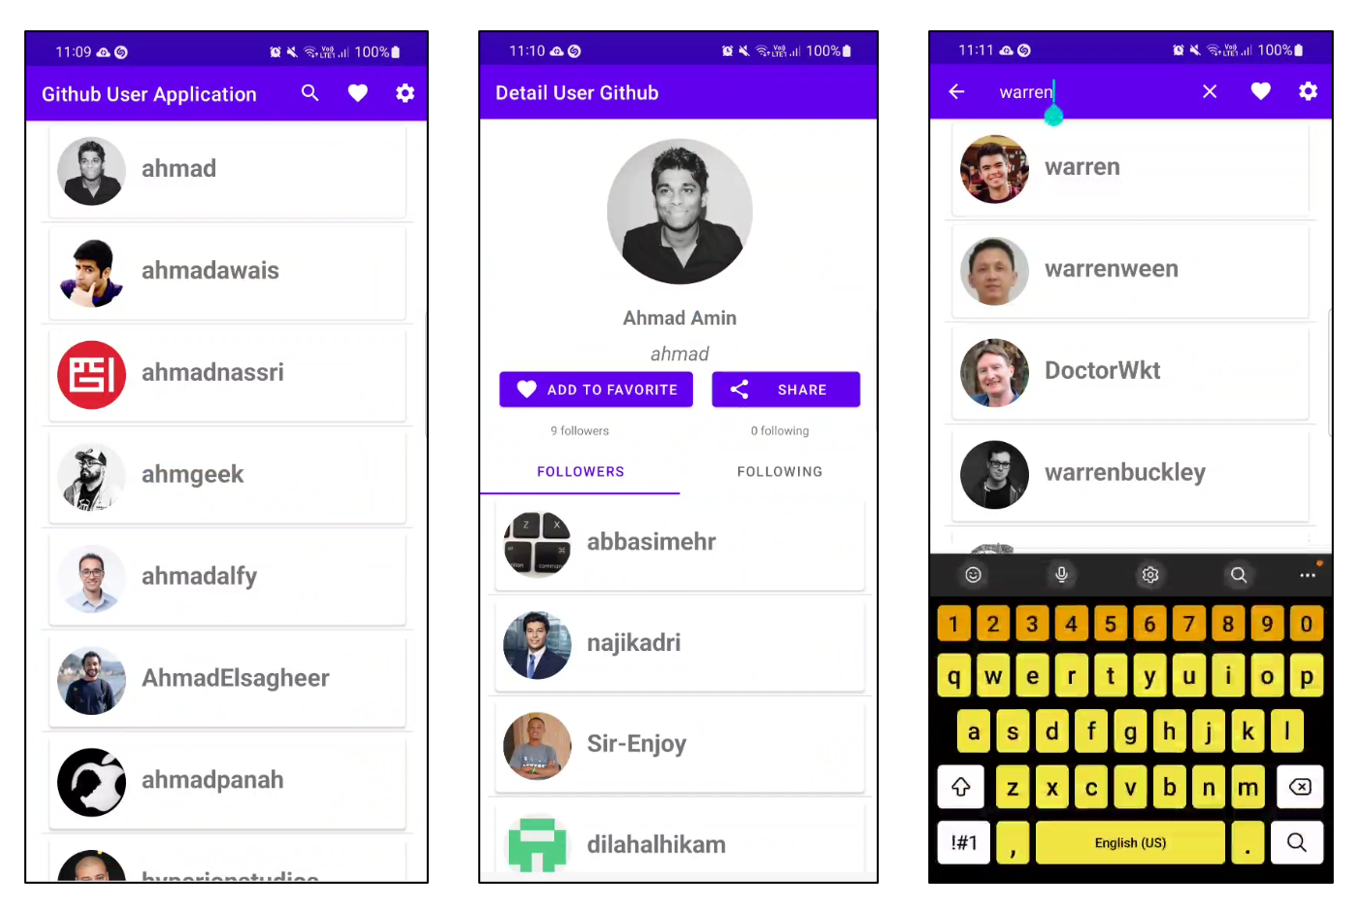 11:09
100%
Github User Application
ahmad
ahmadawais
ahmadnassri
ahmgeek
ahmadalfy
AhmadElsagheer
ahmadpanah
hyperionstudios
11:10
100%
Detail User Github
Ahmad Amin
ahmad
ADD TO FAVORITE
SHARE
9 followers
0 following
FOLLOWERS
FOLLOWING
Z X
command
abbasimehr
najikadri
Sir-Enjoy
dilahalhikam
11:11
100%
warren
warren
warrenween
DoctorWkt
warrenbuckley
1 2 3 4 5 6 7 8 9 0
q w e r t y u i o p
a s d f g h j k l
z x c v b n m
!#1 , English (US) .